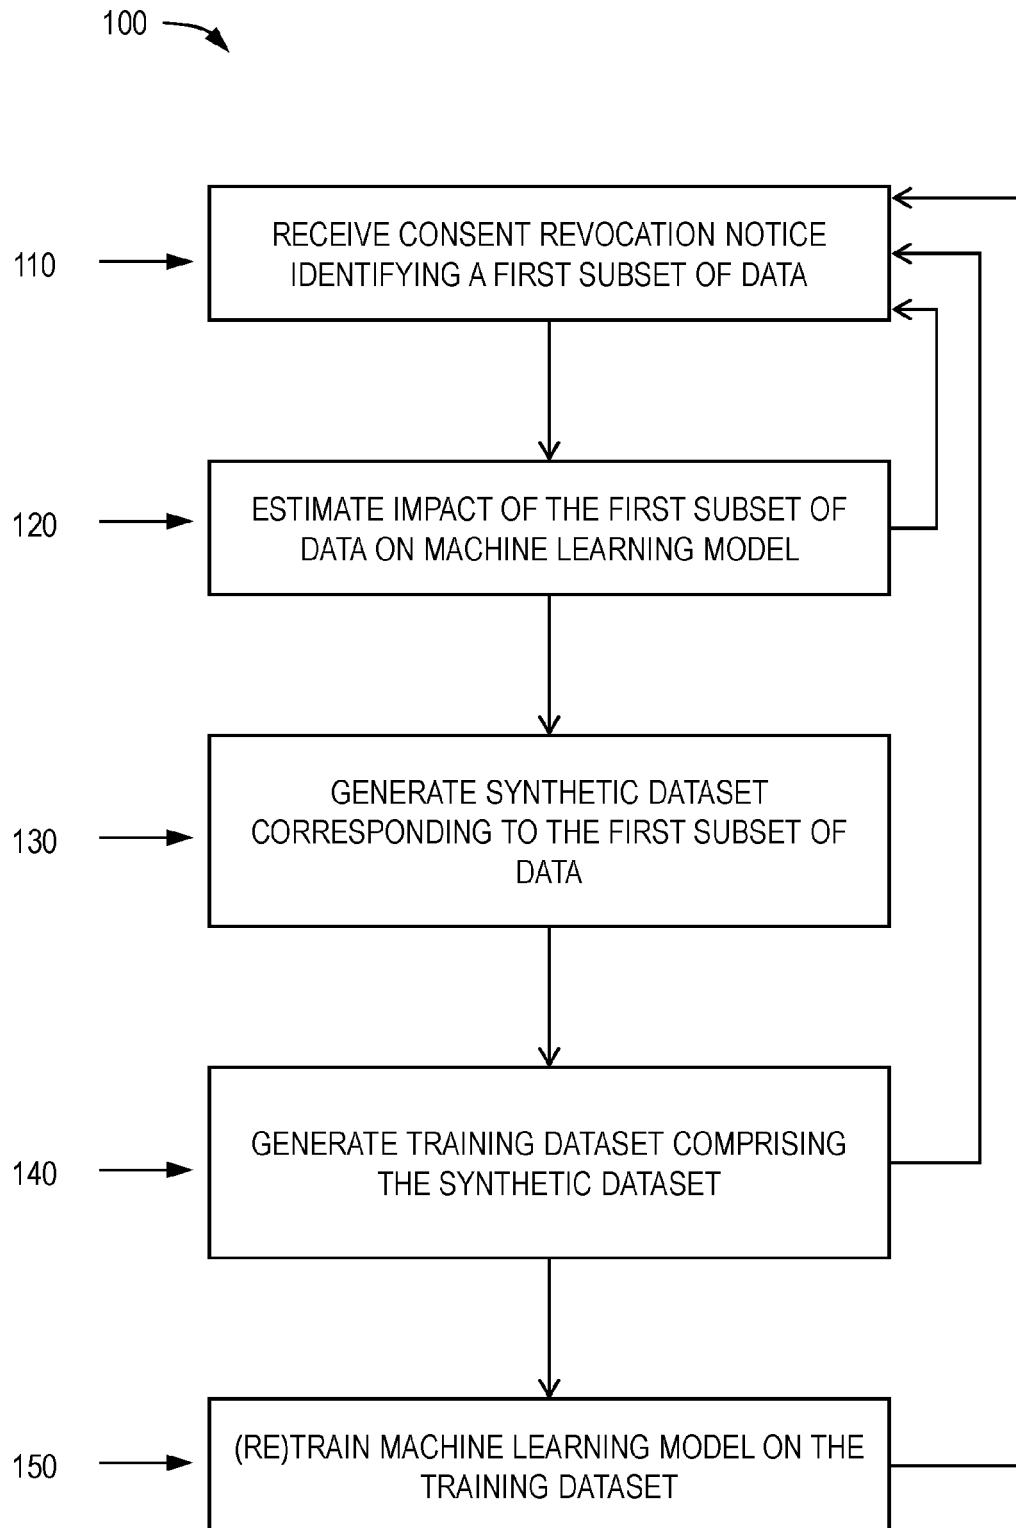 100
110
RECEIVE CONSENT REVOCATION NOTICE
IDENTIFYING A FIRST SUBSET OF DATA
120
ESTIMATE IMPACT OF THE FIRST SUBSET OF
DATA ON MACHINE LEARNING MODEL
130
GENERATE SYNTHETIC DATASET
CORRESPONDING TO THE FIRST SUBSET OF
DATA
140
GENERATE TRAINING DATASET COMPRISING
THE SYNTHETIC DATASET
150
(RE)TRAIN MACHINE LEARNING MODEL ON THE
TRAINING DATASET